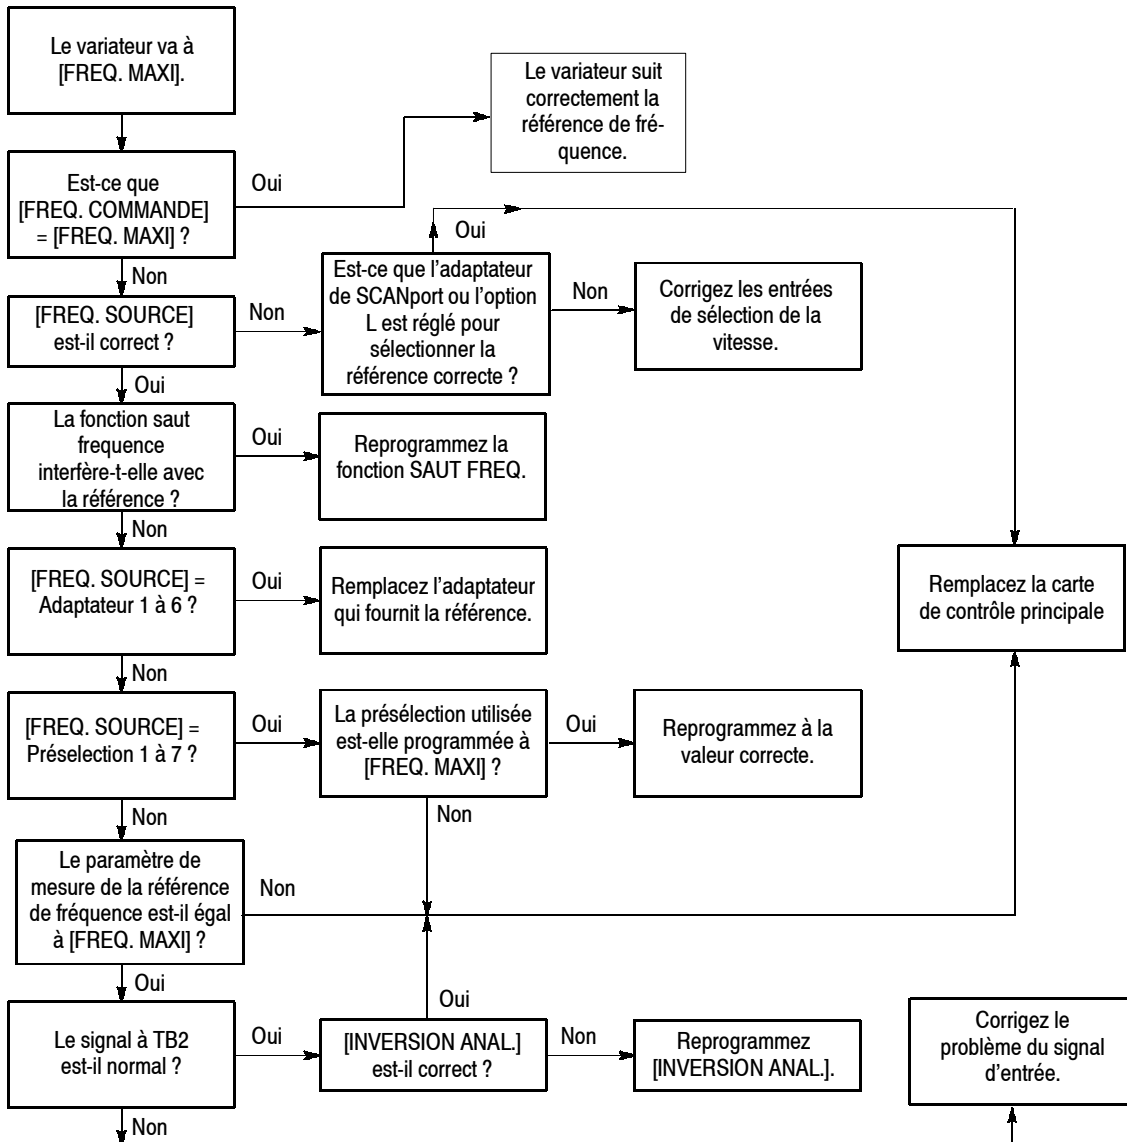 Le variateur va à
[FREQ. MAXI].
Le variateur suit
correctement la
référence de fré-
quence.
Est-ce que
[FREQ. COMMANDE]
= [FREQ. MAXI] ?
Oui
Non
[FREQ. SOURCE]
est-il correct ?
Non
Est-ce que l'adaptateur
de SCANport ou l'option
L est réglé pour
sélectionner la
référence correcte ?
Oui
Non
Corrigez les entrées
de sélection de la
vitesse.
Oui
La fonction saut
frequence
interfère-t-elle avec
la référence ?
Oui
Reprogrammez la
fonction SAUT FREQ.
Non
[FREQ. SOURCE] =
Adaptateur 1 à 6 ?
Oui
Remplacez l'adaptateur
qui fournit la référence.
Remplacez la carte
de contrôle principale
Non
[FREQ. SOURCE] =
Préselection 1 à 7 ?
Oui
La présélection utilisée
est-elle programmée à
[FREQ. MAXI] ?
Oui
Reprogrammez à la
valeur correcte.
Non
Non
Le paramètre de
mesure de la référence
de fréquence est-il égal
à [FREQ. MAXI] ?
Non
Oui
Le signal à TB2
est-il normal ?
Oui
Oui
[INVERSION ANAL.]
est-il correct ?
Non
Reprogrammez
[INVERSION ANAL.].
Corrigez le
problème du signal
d'entrée.
Non